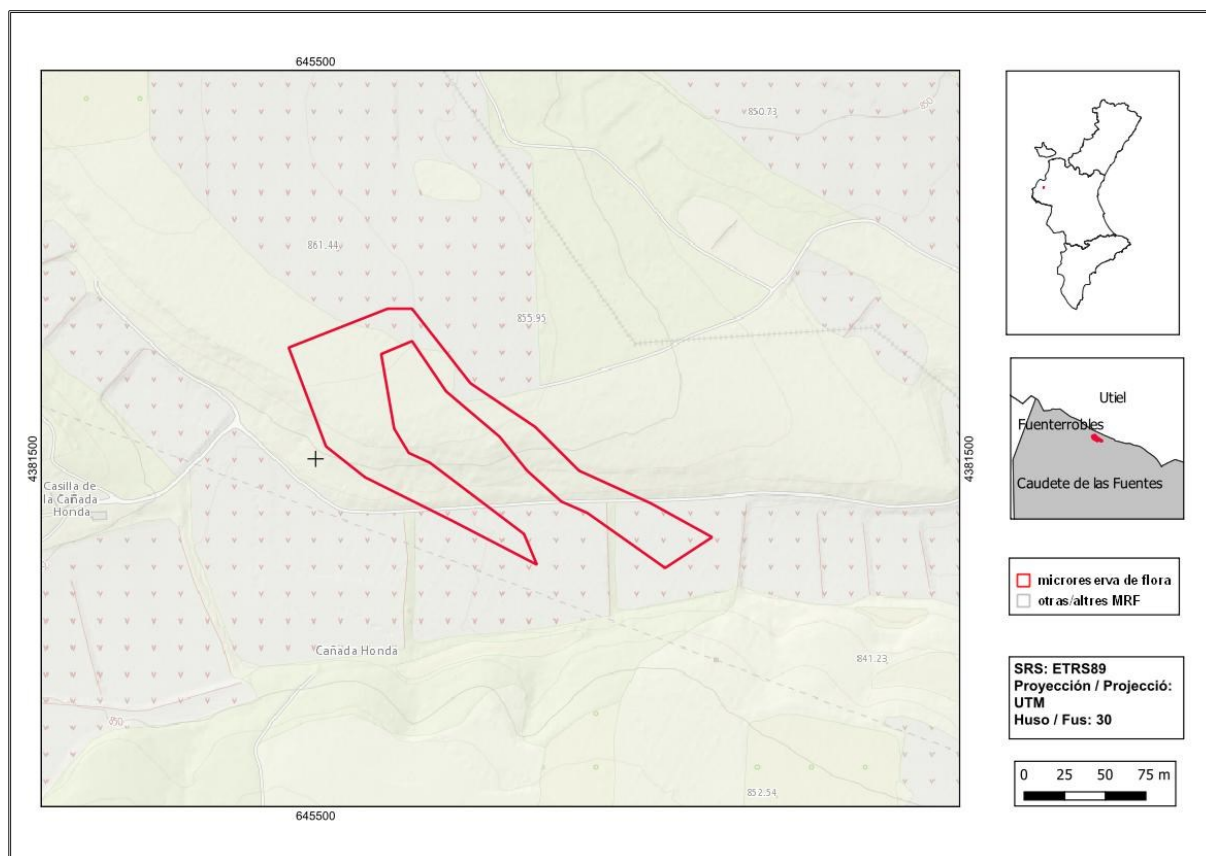 645500
850.73
850
861.44
855.95
4381500
4381500
Casilla de
la Cañada
Honda
Cañada Honda
841.23
850
852.54
645500
Utiel
Fuenterrobles
Caudete de las Fuentes
microreserva de flora
otras/altres MRF
SRS: ETRS89
Proyección / Projecció:
UTM
Huso / Fus: 30
0 25 50 75 m